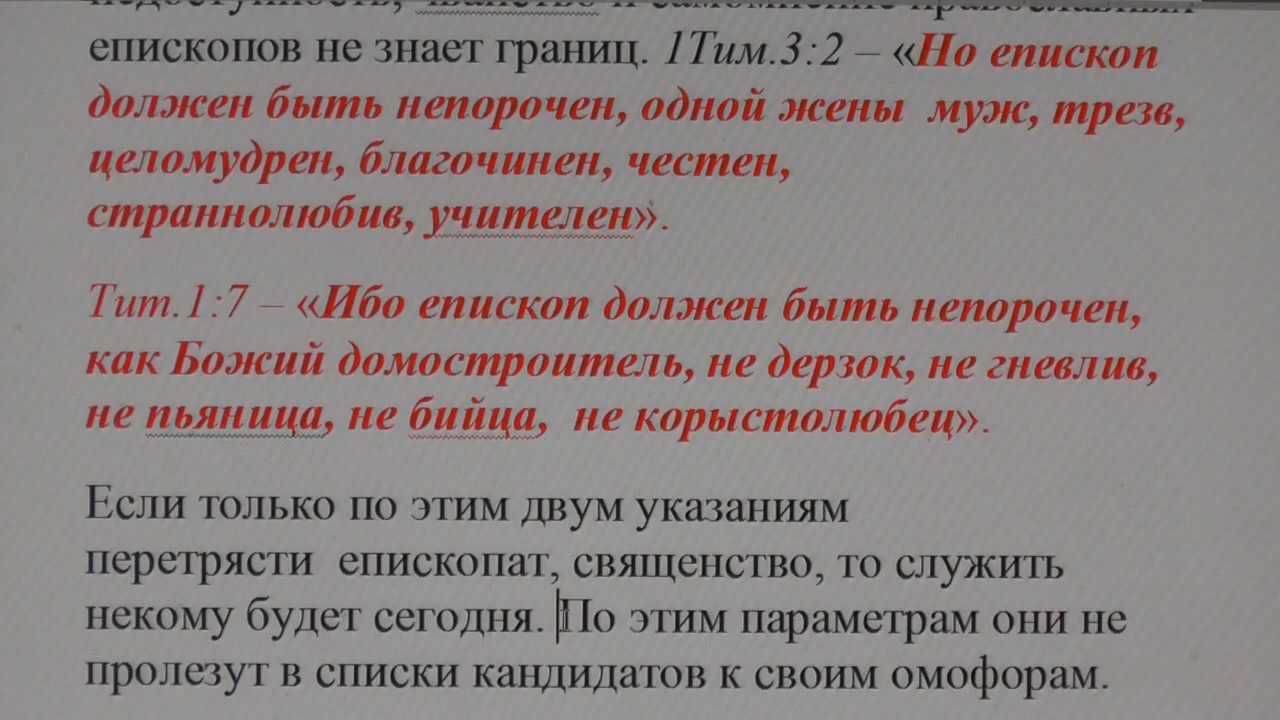 епископов не знает границ. 1Тим.3:2 – «Но епископ
должен быть непорочен, одной жены муж, трезв,
целомудрен, благочинен, честен,
страннолюбив, учителен».
Тит.1:7 – «Ибо епископ должен быть непорочен,
как Божий домостроитель, не дерзок, не гневлив,
не пьяница, не бийца, не корыстолюбец».
Если только по этим двум указаниям
перетрясти епископат, священство, то служить
некому будет сегодня. По этим параметрам они не
пролезут в списки кандидатов к своим омофорам.